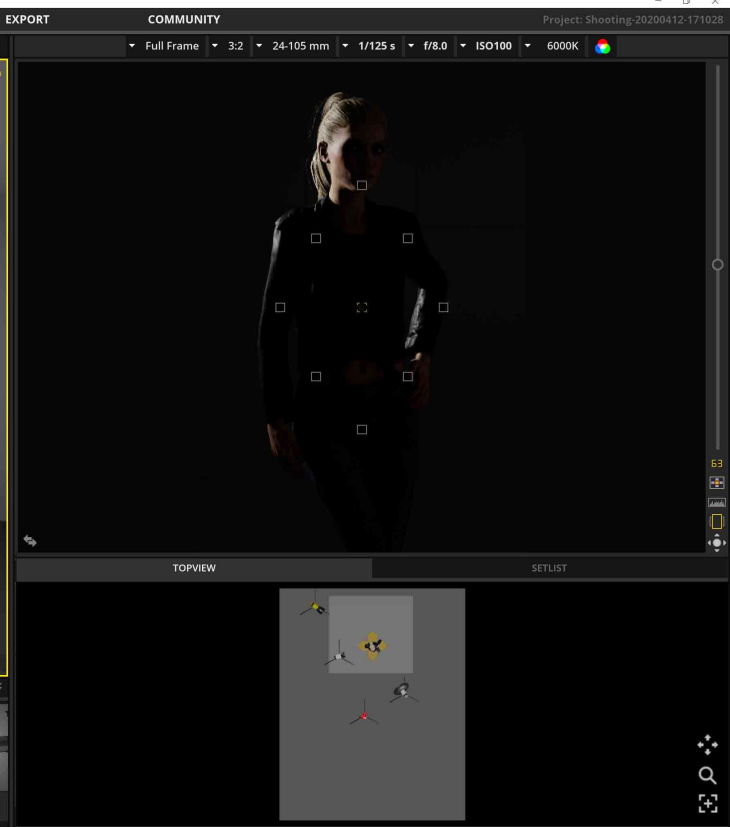 EXPORT
COMMUNITY
Project: Shooting-20200412-171028
Full Frame
3:2
24-105 mm
1/125 s
f/8.0
ISO100
6000K
63
TOPVIEW
SETLIST